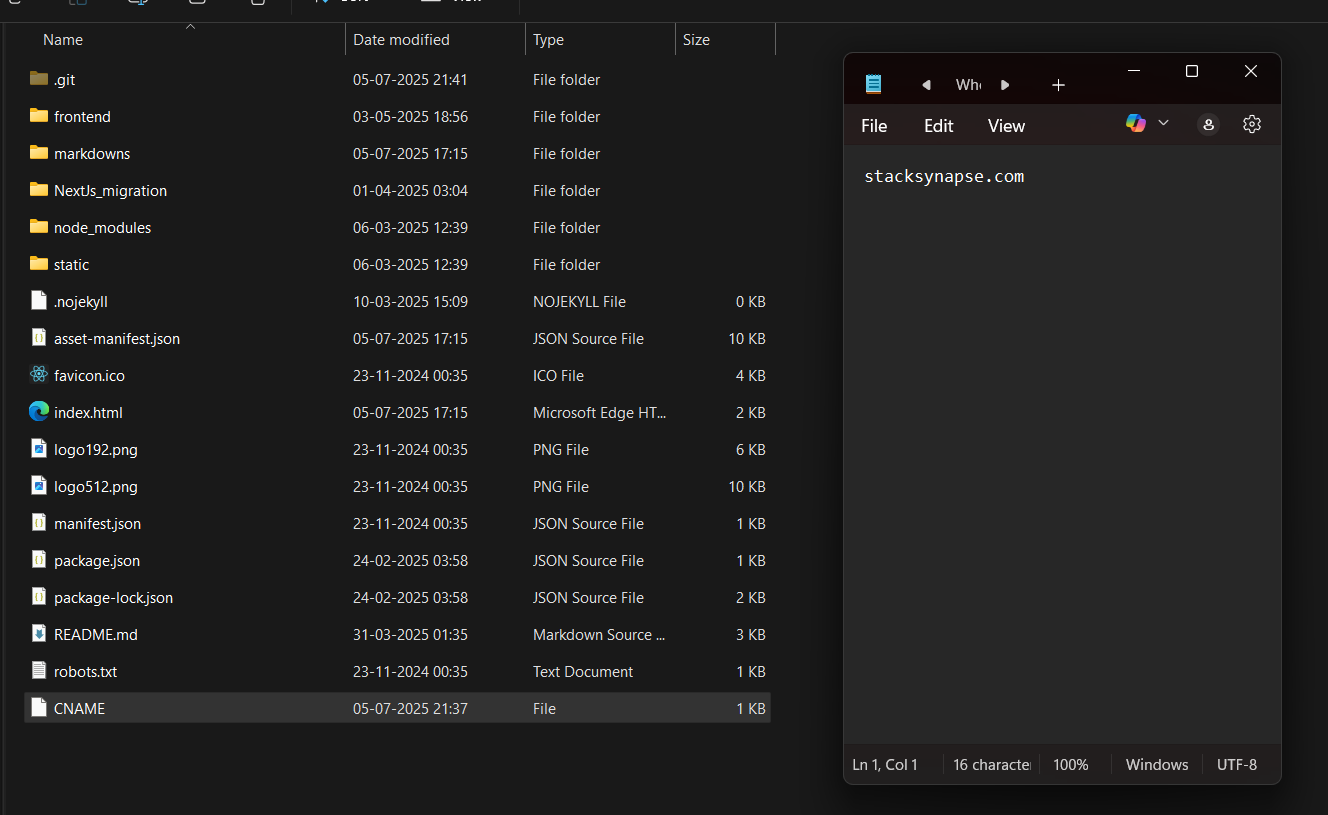 Name Date modified Type Size
.git 05-07-2025 21:41 File folder
frontend 03-05-2025 18:56 File folder
markdowns 05-07-2025 17:15 File folder
NextJs_migration 01-04-2025 03:04 File folder
node_modules 06-03-2025 12:39 File folder
static 06-03-2025 12:39 File folder
.nojekyll 10-03-2025 15:09 NOJEKYLL File 0 KB
asset-manifest.json 05-07-2025 17:15 JSON Source File 10 KB
favicon.ico 23-11-2024 00:35 ICO File 4 KB
index.html 05-07-2025 17:15 Microsoft Edge HT... 2 KB
logo192.png 23-11-2024 00:35 PNG File 6 KB
logo512.png 23-11-2024 00:35 PNG File 10 KB
manifest.json 23-11-2024 00:35 JSON Source File 1 KB
package.json 24-02-2025 03:58 JSON Source File 1 KB
package-lock.json 24-02-2025 03:58 JSON Source File 2 KB
README.md 31-03-2025 01:35 Markdown Source ... 3 KB
robots.txt 23-11-2024 00:35 Text Document 1 KB
CNAME 05-07-2025 21:37 File 1 KB
File Edit View
stacksynapse.com
Ln 1, Col 1 16 characte 100% Windows UTF-8